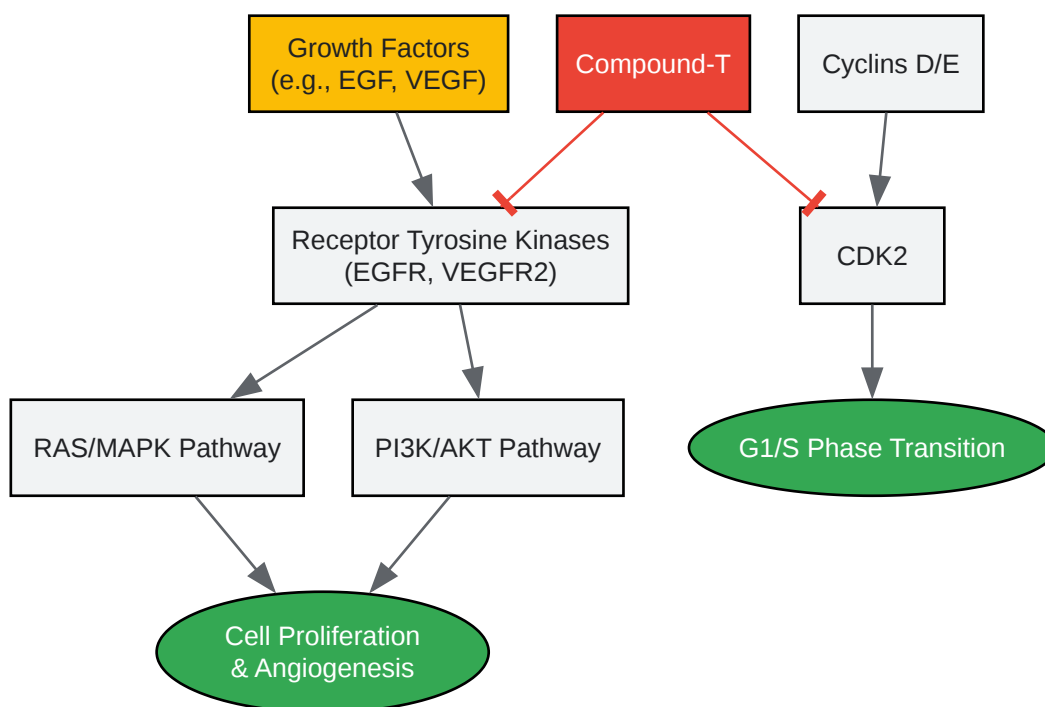 Growth Factors
(e.g., EGF, VEGF)
Compound-T
Cyclins D/E
Receptor Tyrosine Kinases
(EGFR, VEGFR2)
CDK2
RAS/MAPK Pathway
PI3K/AKT Pathway
G1/S Phase Transition
Cell Proliferation
& Angiogenesis